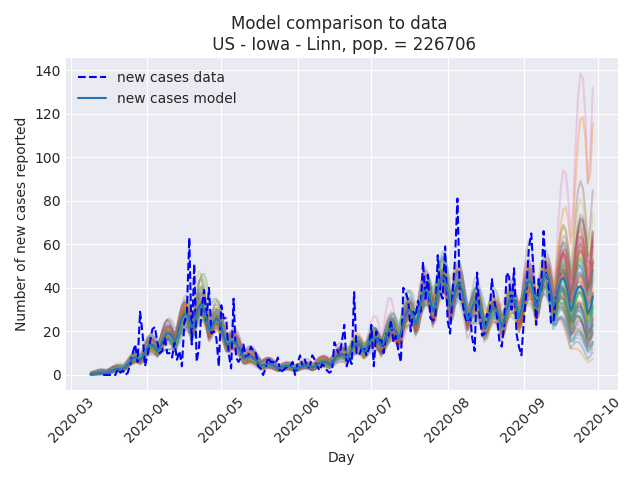 Model comparison to data
US - Iowa - Linn, pop. = 226706
new cases data
new cases model
Number of new cases reported
140
120
100
80
60
40
20
0
2020-03
2020-04
2020-05
2020-06
2020-07
2020-08
2020-09
2020-10
Day